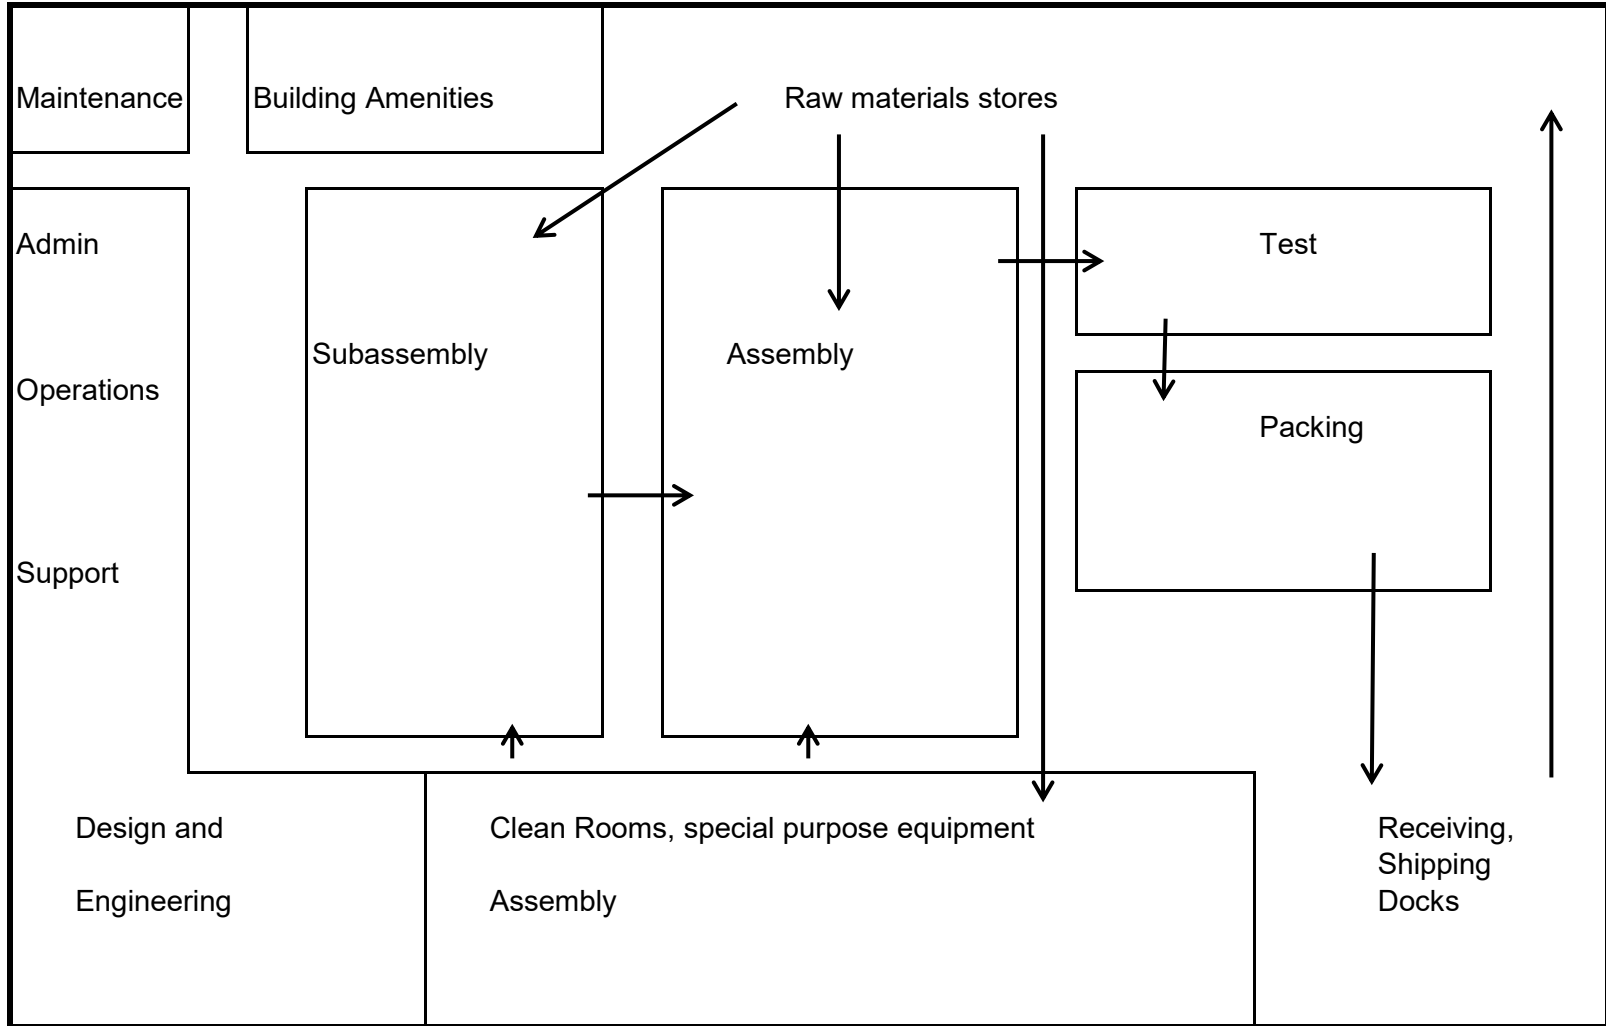 Maintenance
Building Amenities
Raw materials stores
Admin
Test
Subassembly
Assembly
Operations
Packing
Support
Design and
Engineering
Clean Rooms, special purpose equipment
Assembly
Receiving,
Shipping
Docks